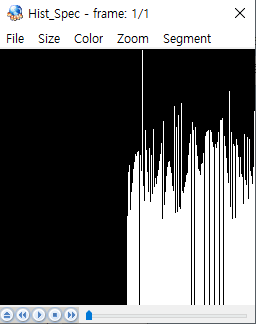 Hist_Spec - frame: 1/1
File Size Color Zoom Segment